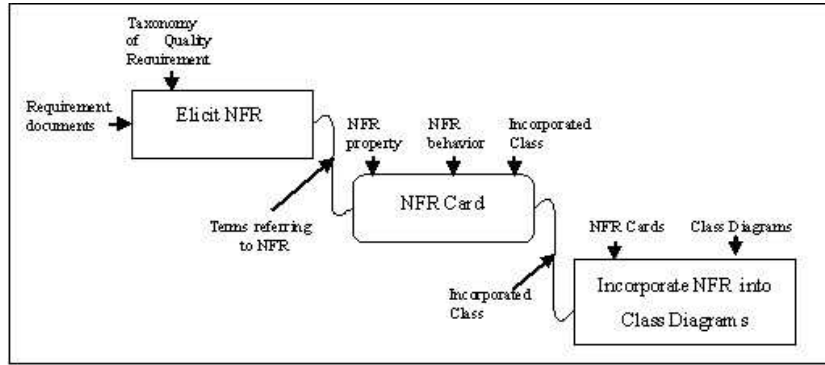 Taxonomy
of Quality
Requirement
Requirement
documents
Elicit NFR
NFR
property
NFR
behavior
Incorporated
Class
NFR Card
Terms referring
to NFR
NFR Cards
Class Diagrams
Incorporated
Class
Incorporate NFR into
Class Diagrams